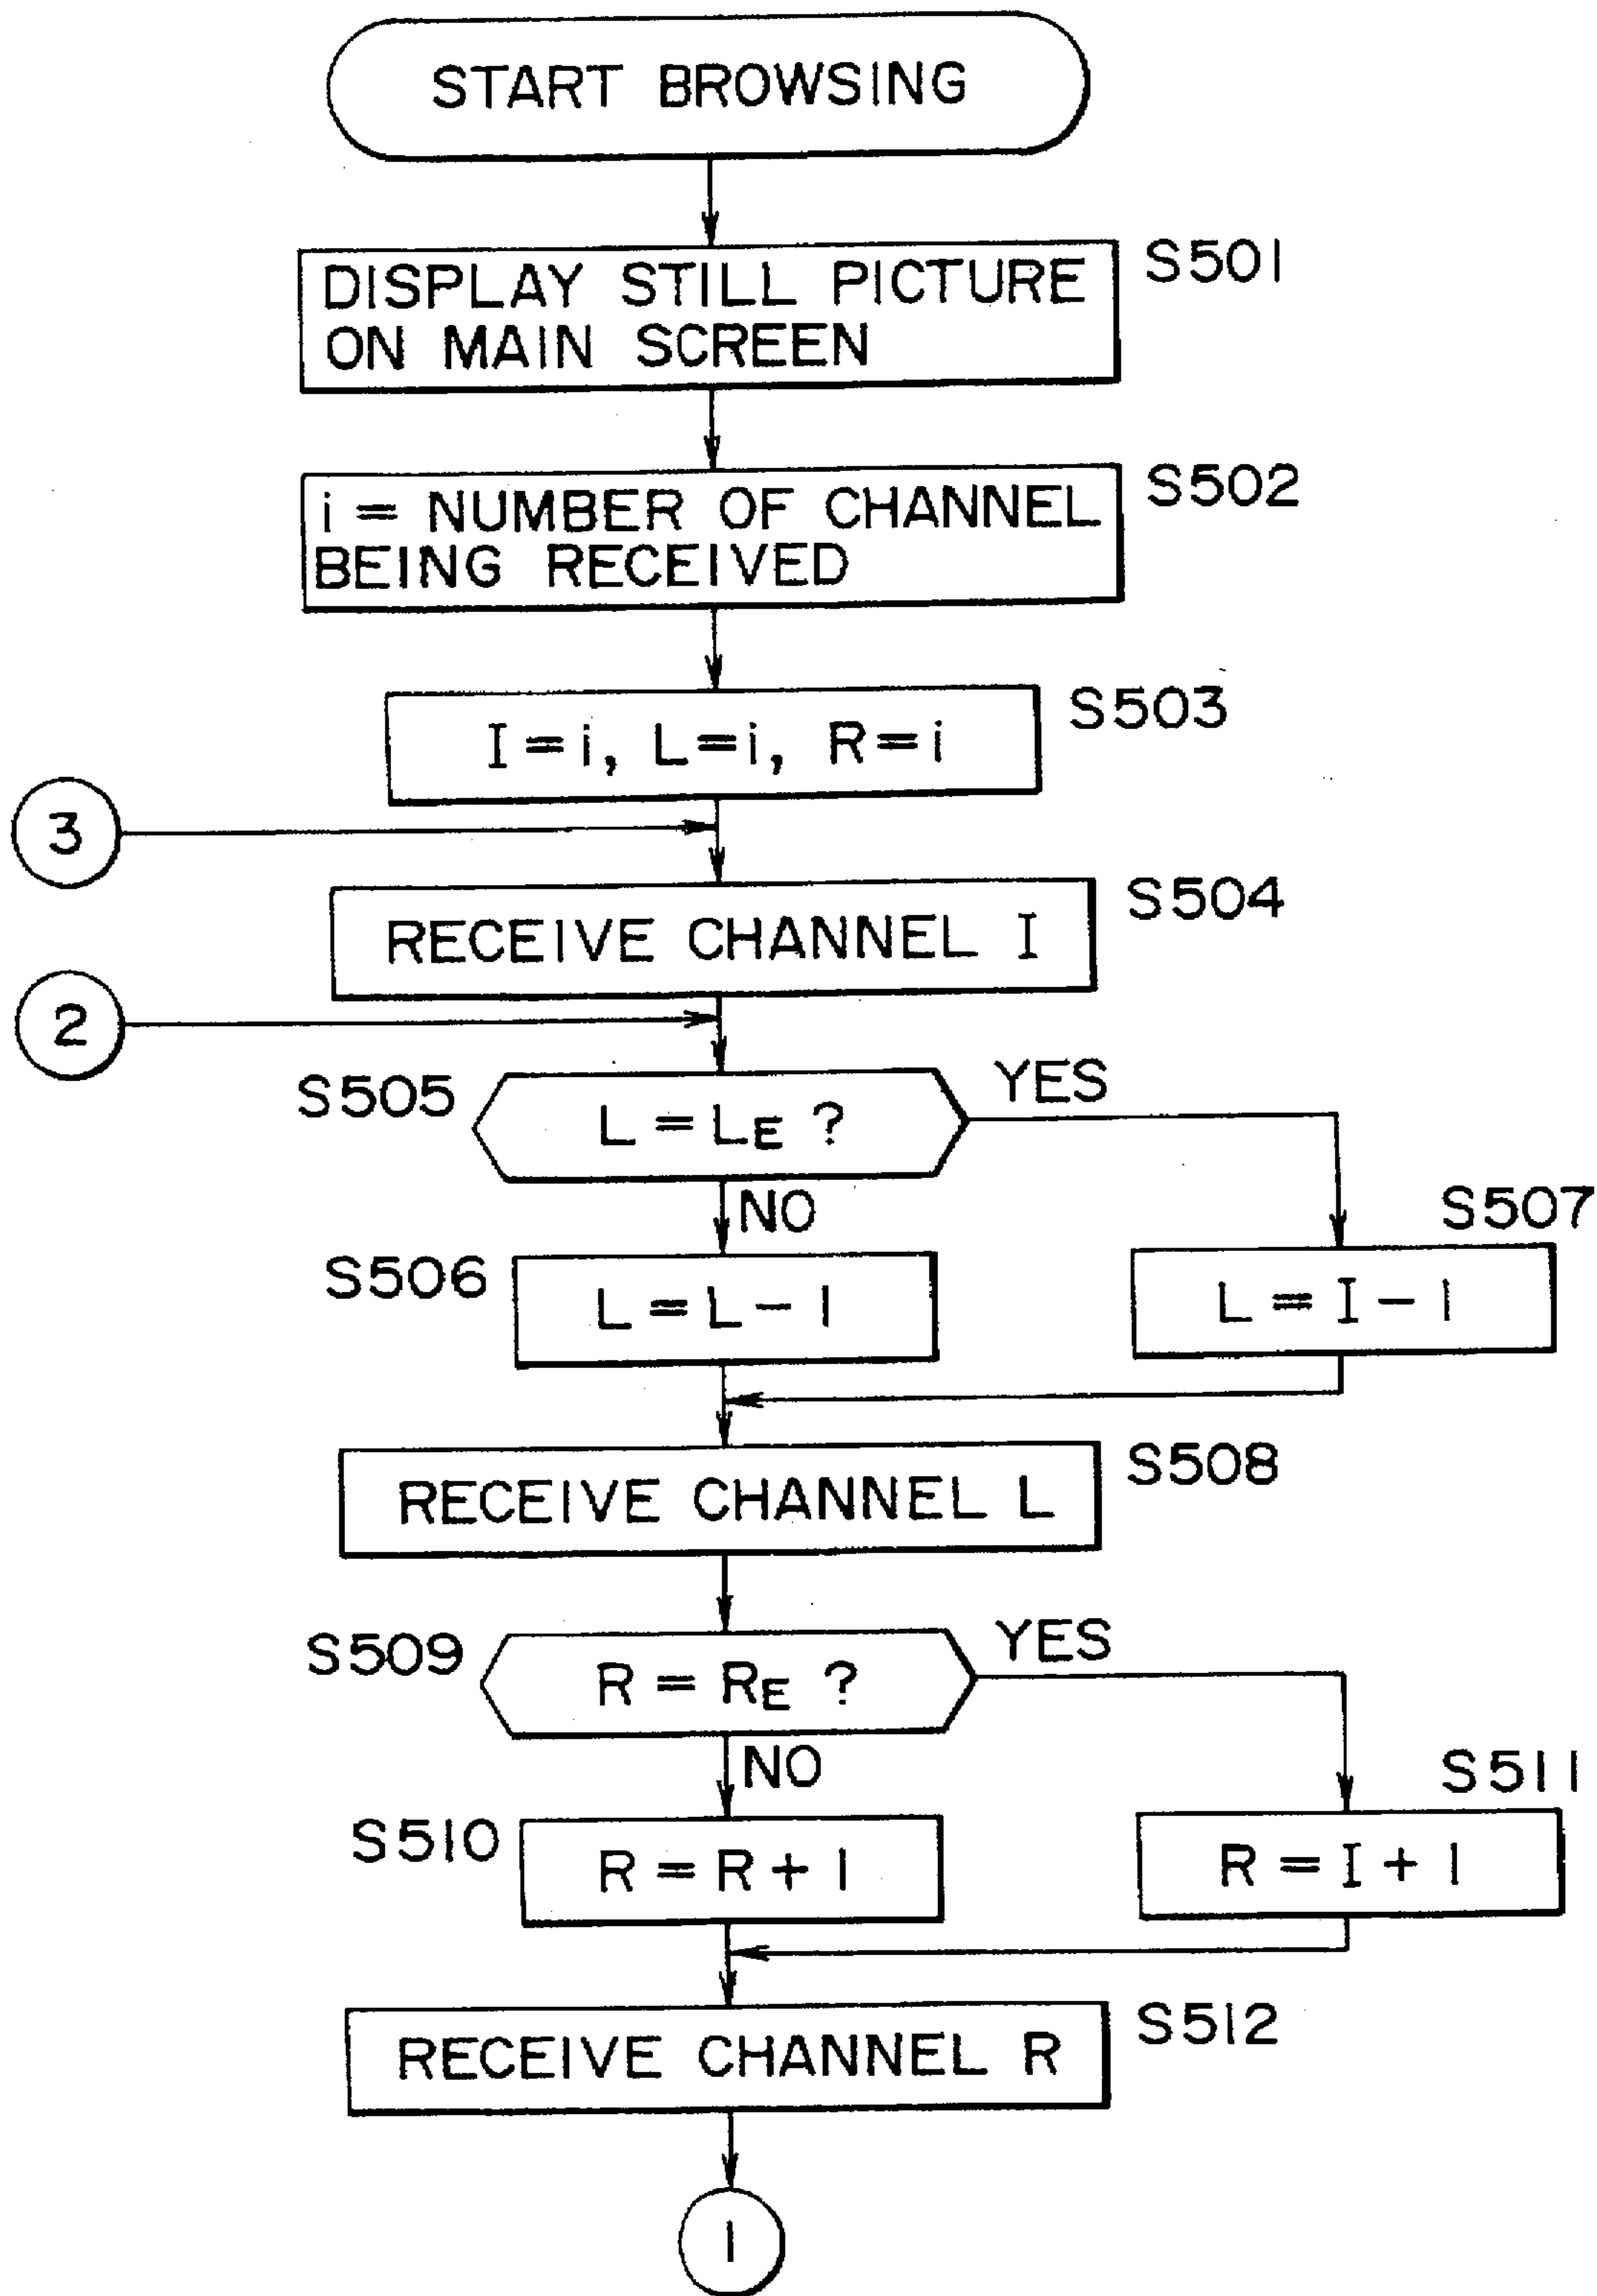 START BROWSING
DISPLAY STILL PICTURE
ON MAIN SCREEN
S501
i = NUMBER OF CHANNEL
BEING RECEIVED
S502
I = i, L = i, R = i
S503
3
RECEIVE CHANNEL I
S504
2
S505
L = LE ?
YES
NO
S507
S506
L = L - 1
L = I - 1
RECEIVE CHANNEL L
S508
S509
R = RE ?
YES
NO
S511
S510
R = R + 1
R = I + 1
RECEIVE CHANNEL R
S512
1